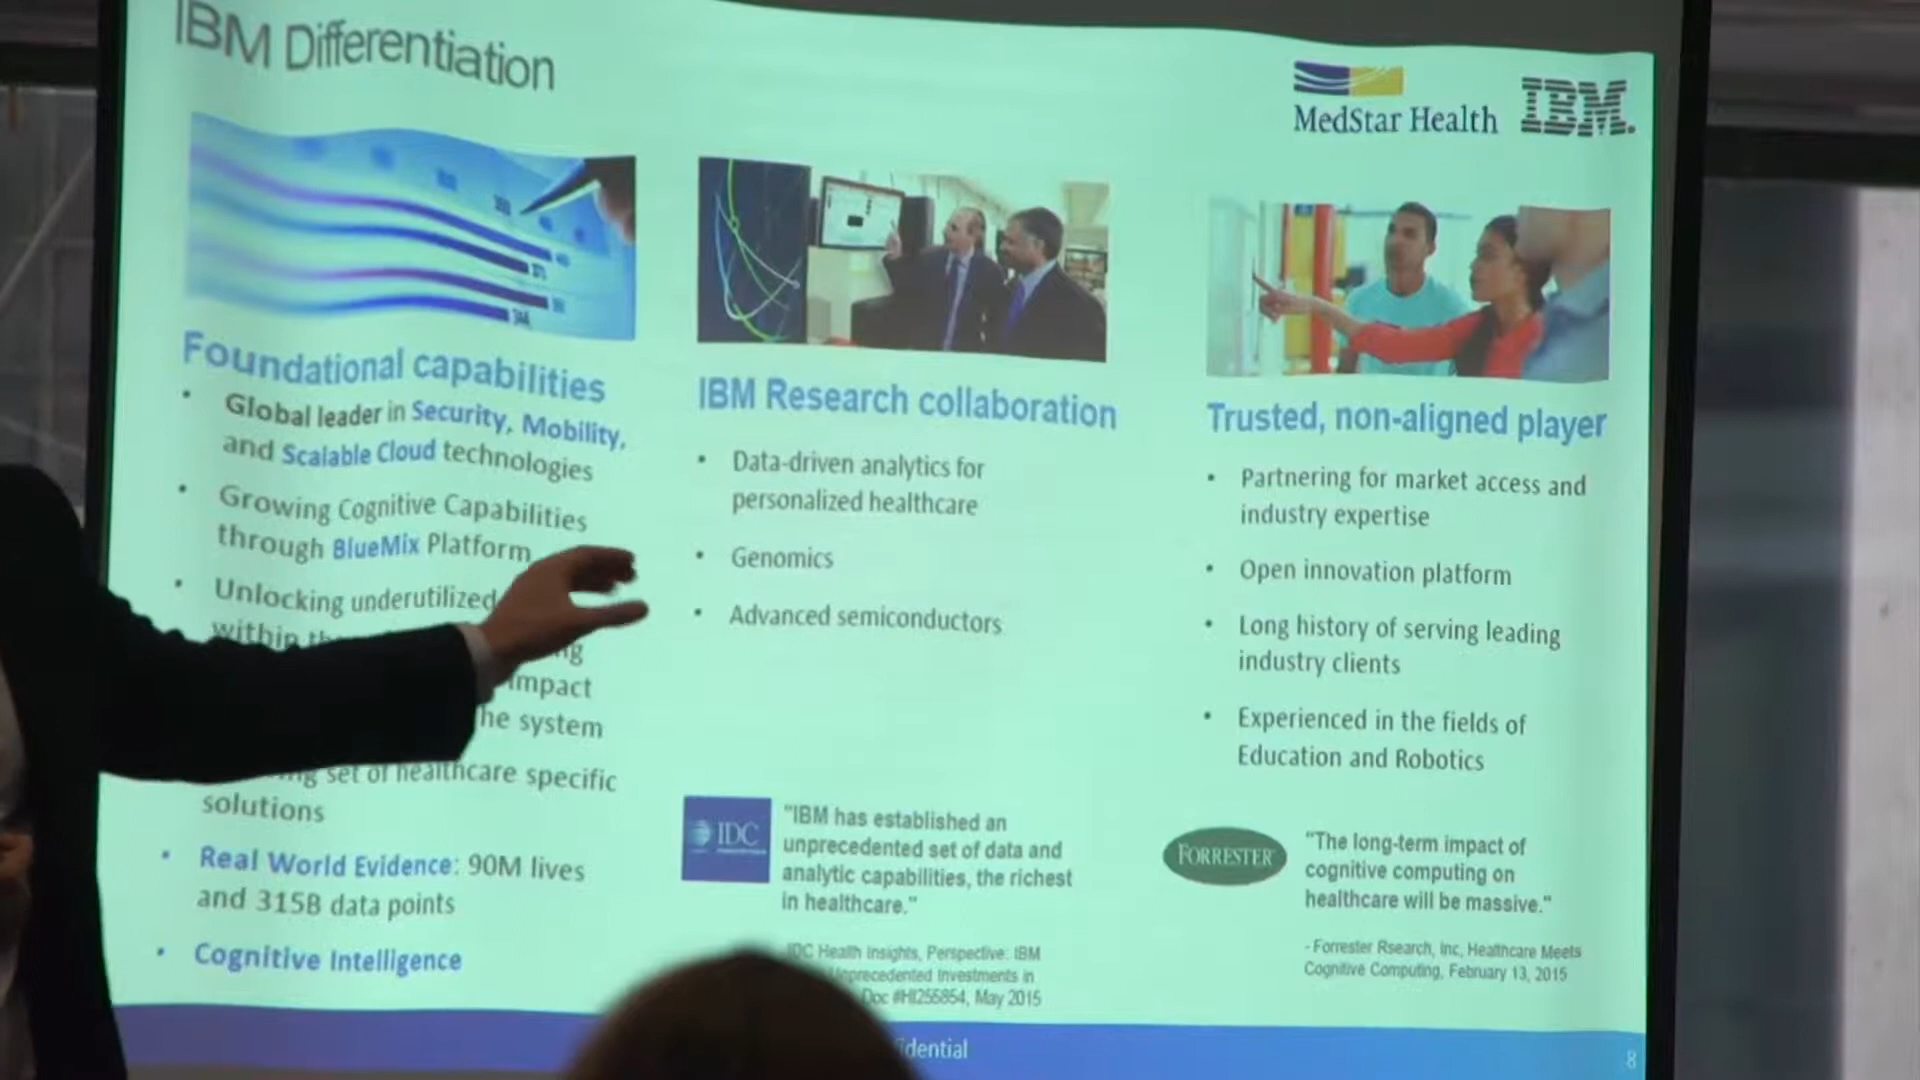 IBM Differentiation
MedStar Health
IBM
Foundational capabilities
Global leader in Security, Mobility,
and Scalable Cloud technologies
Growing Cognitive Capabilities
through BlueMix Platform
Unlocking underutilized
within
impact
the system
set of healthcare specific
solutions
Real World Evidence: 90M lives
and 315B data points
Cognitive Intelligence
IBM Research collaboration
Data-driven analytics for
personalized healthcare
Genomics
Advanced semiconductors
IDC
"IBM has established an
unprecedented set of data and
analytic capabilities, the richest
in healthcare."
IDC Health Insights, Perspective: IBM
Unprecedented Investments in
Doc #HI256854, May 2015
Trusted, non-aligned player
Partnering for market access and
industry expertise
Open innovation platform
Long history of serving leading
industry clients
Experienced in the fields of
Education and Robotics
FORRESTER
"The long-term impact of
cognitive computing on
healthcare will be massive."
- Forrester Rsearch, Inc, Healthcare Meets
Cognitive Computing, February 13, 2015
idential
8